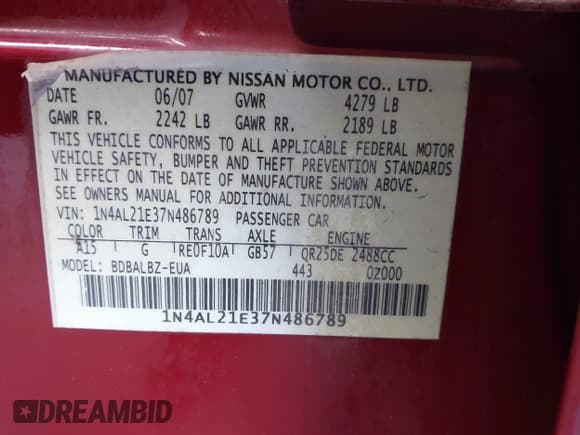 MANUFACTURED BY NISSAN MOTOR CO., LTD.
DATE 06/07 GVWR 4279 LB
GAWR FR. 2242 LB GAWR RR. 2189 LB
THIS VEHICLE CONFORMS TO ALL APPLICABLE FEDERAL MOTOR
VEHICLE SAFETY, BUMPER AND THEFT PREVENTION STANDARDS
IN EFFECT ON THE DATE OF MANUFACTURE SHOWN ABOVE.
SEE OWNERS MANUAL FOR ADDITIONAL INFORMATION.
VIN: 1N4AL21E37N486789 PASSENGER CAR
COLOR TRIM TRANS AXLE ENGINE
A15 G RE0F10A GB57 QR25DE 2488CC
MODEL: BDBALBZ-EUA 443 0Z000
1N4AL21E37N486789
DREAMBID